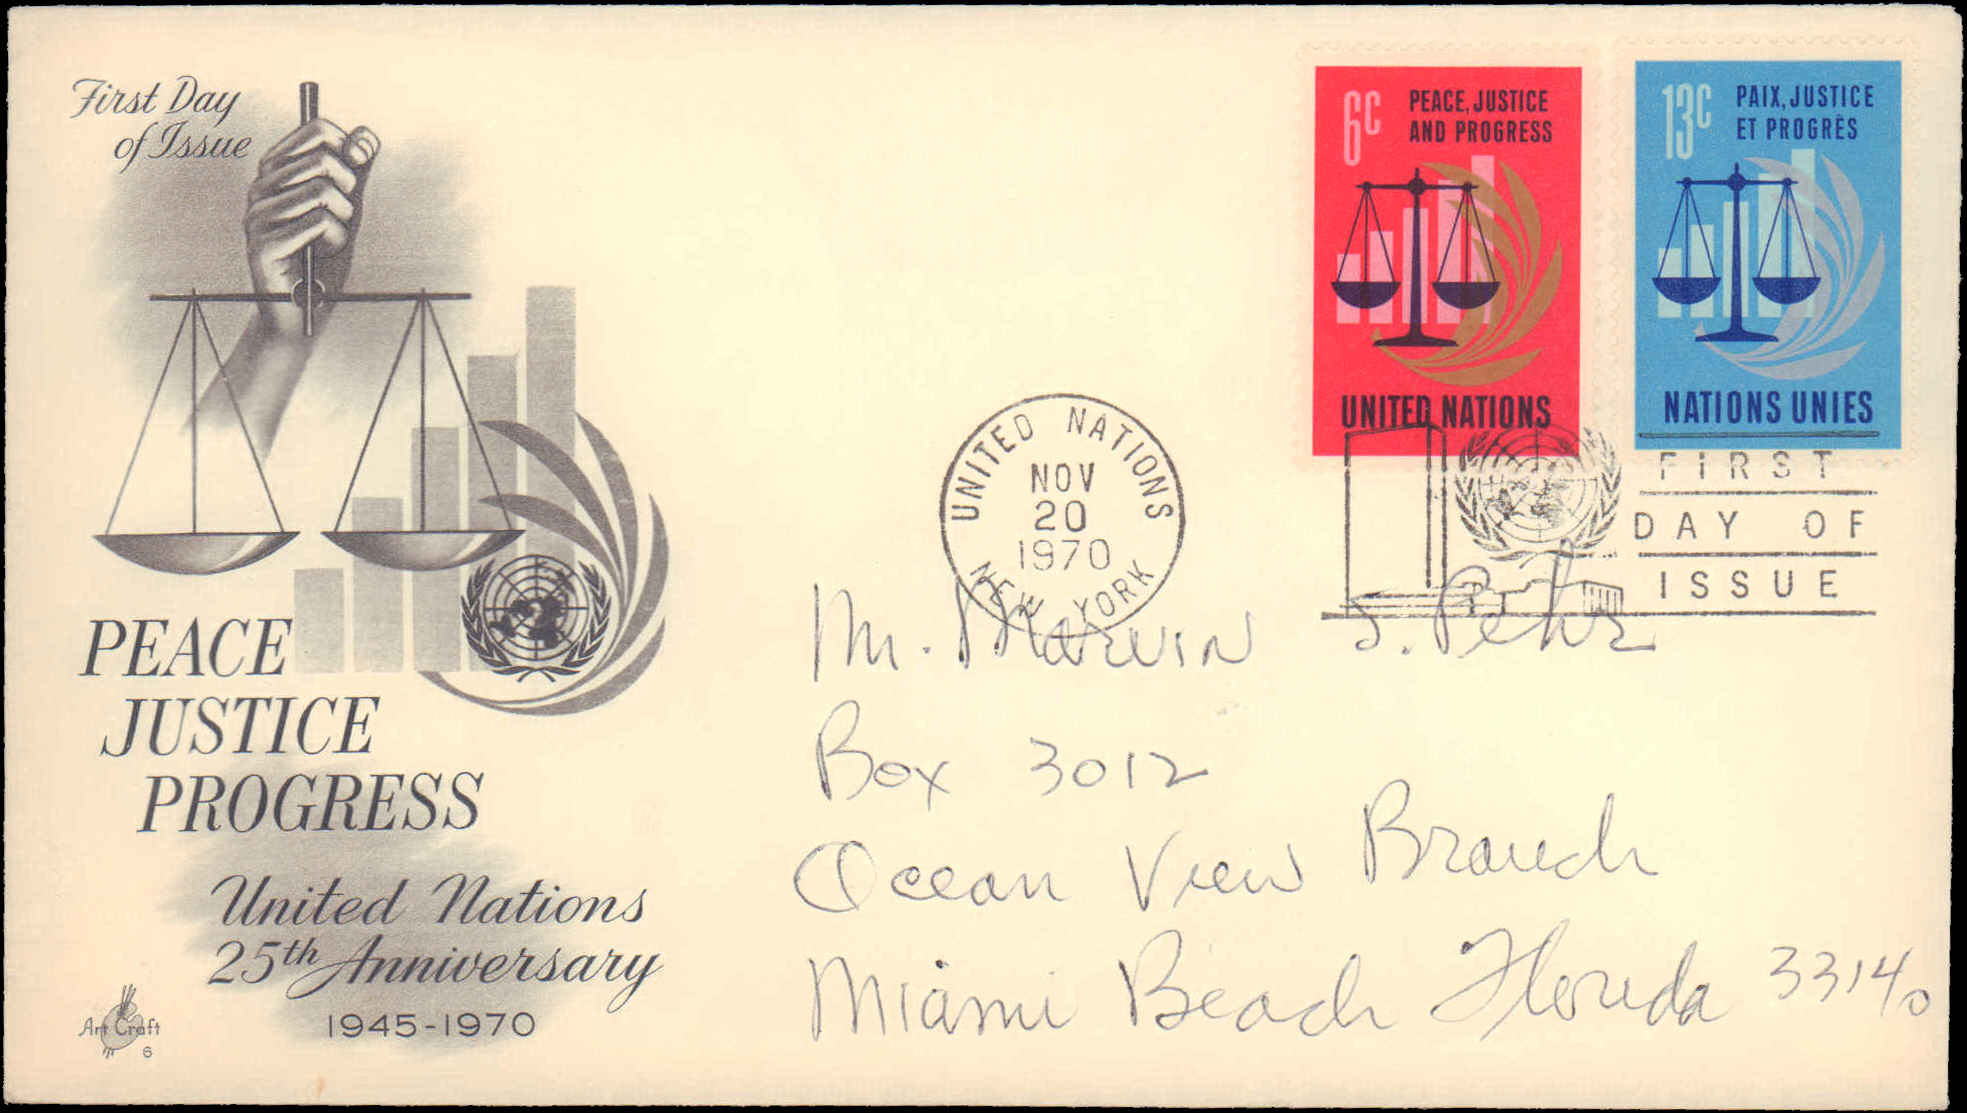 First Day
of Issue
PEACE
JUSTICE
PROGRESS
United Nations
25th Anniversary
1945-1970
Art Craft
6
6c
PEACE, JUSTICE
AND PROGRESS
UNITED NATIONS
13c
PAIX, JUSTICE
ET PROGRÈS
NATIONS UNIES
UNITED NATIONS
NOV
20
1970
NEW YORK
FIRST
DAY OF
ISSUE
Mr. Marvin J.
Box 3012
Ocean View Branch
Miami Beach Florida 33140